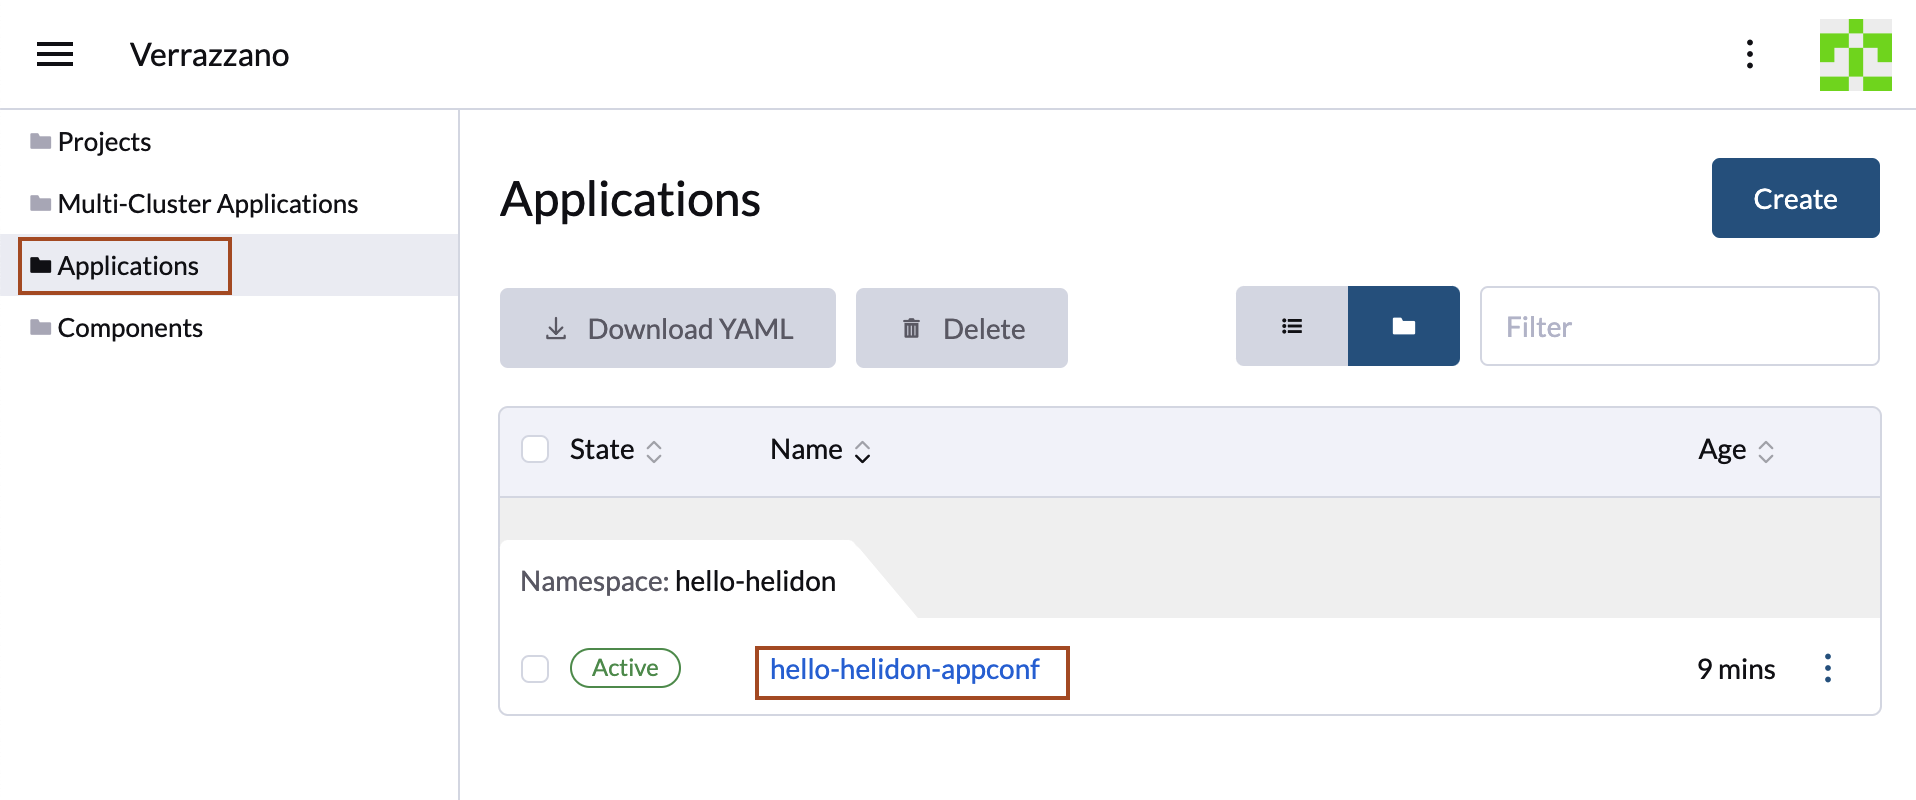 Verrazzano
Projects
Multi-Cluster Applications
Applications
Components
Applications
Create
Download YAML
Delete
Filter
State Name Age
Namespace: hello-helidon
Active hello-helidon-appconf 9 mins